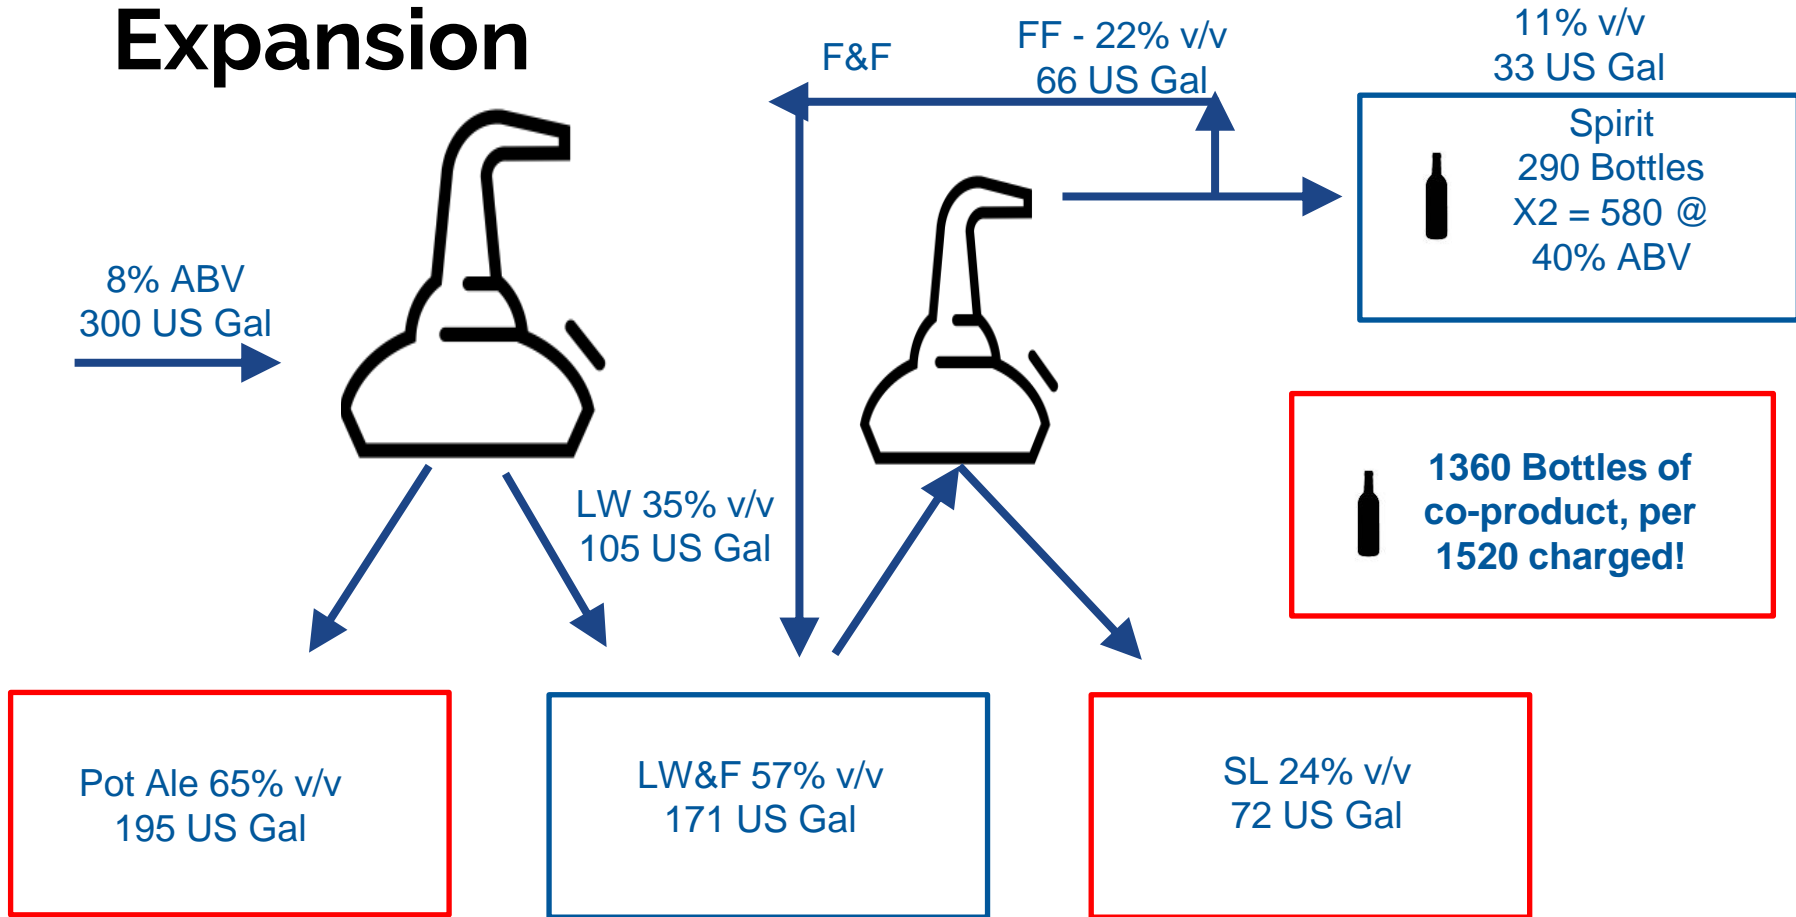 Expansion
F&F
FF - 22% v/v
66 US Gal
11% v/v
33 US Gal
Spirit
290 Bottles
X2 = 580 @
40% ABV
8% ABV
300 US Gal
LW 35% v/v
105 US Gal
1360 Bottles of
co-product, per
1520 charged!
Pot Ale 65% v/v
195 US Gal
LW&F 57% v/v
171 US Gal
SL 24% v/v
72 US Gal